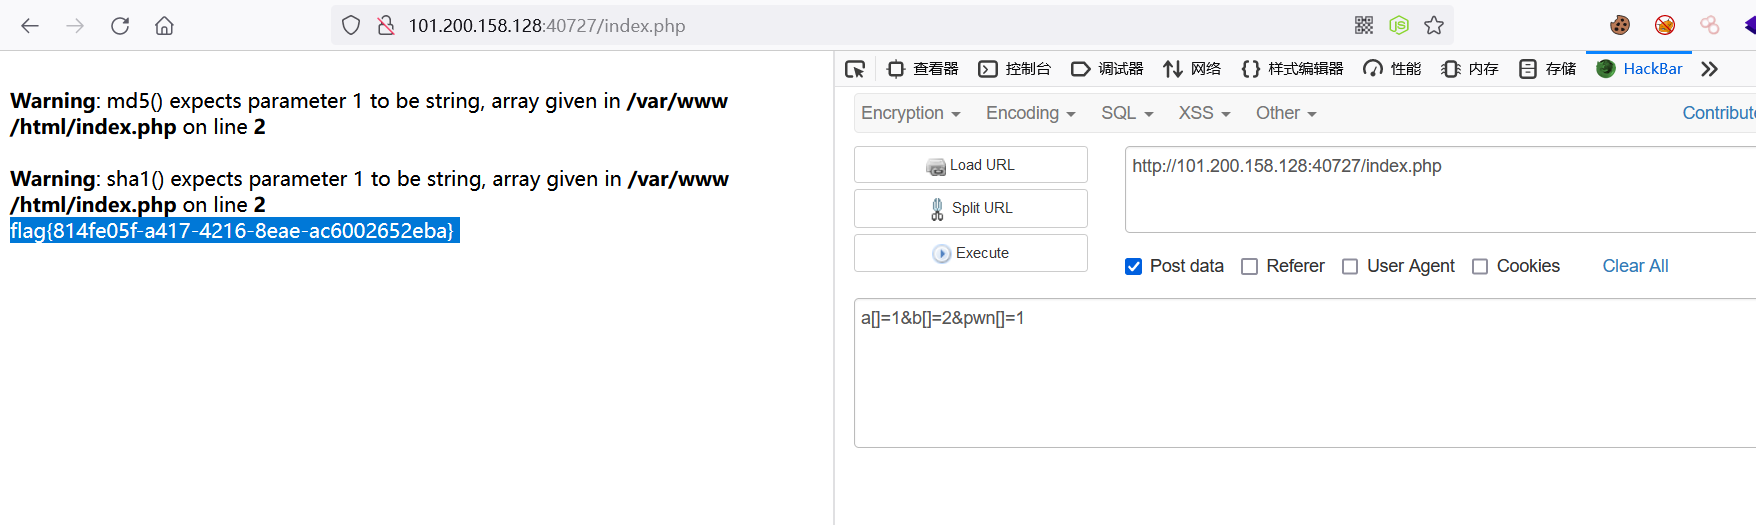 101.200.158.128:40727/index.php
查看器 控制台 调试器 网络 样式编辑器 性能 内存 存储 HackBar
Warning: md5() expects parameter 1 to be string, array given in /var/www
/html/index.php on line 2
Warning: sha1() expects parameter 1 to be string, array given in /var/www
/html/index.php on line 2
flag{814fe05f-a417-4216-8eae-ac6002652eba}
Encryption Encoding SQL XSS Other Contribute
Load URL
Split URL
Execute
http://101.200.158.128:40727/index.php
Post data Referer User Agent Cookies Clear All
a[]=1&b[]=2&pwn[]=1